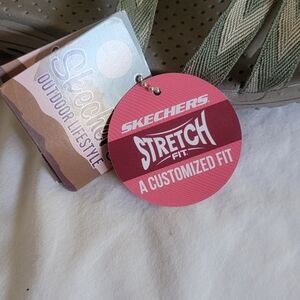 Skechers
OUTDOOR LIFESTYLE
SKECHERS
STRETCH
FIT
A CUSTOMIZED FIT